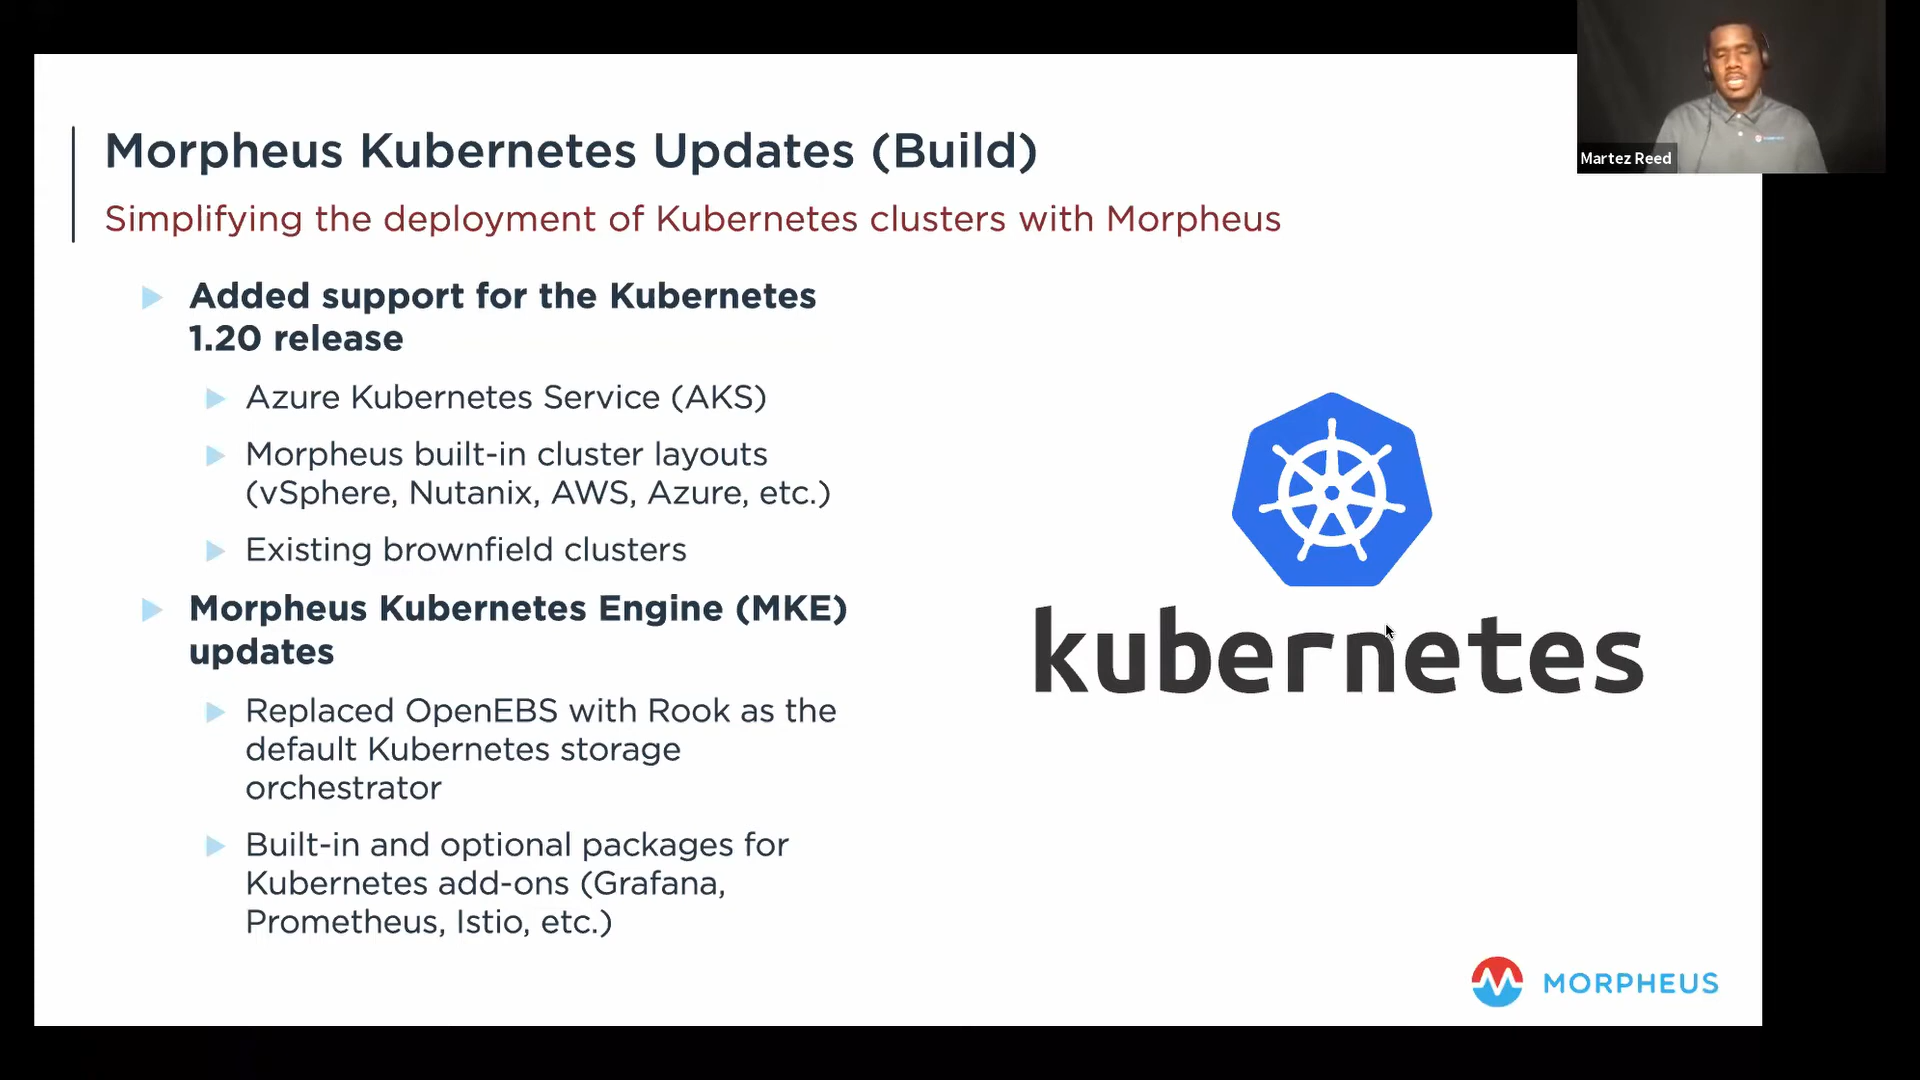 Morpheus Kubernetes Updates (Build)
Simplifying the deployment of Kubernetes clusters with Morpheus
Added support for the Kubernetes
1.20 release
Azure Kubernetes Service (AKS)
Morpheus built-in cluster layouts
(vSphere, Nutanix, AWS, Azure, etc.)
Existing brownfield clusters
Morpheus Kubernetes Engine (MKE)
updates
Replaced OpenEBS with Rook as the
default Kubernetes storage
orchestrator
Built-in and optional packages for
Kubernetes add-ons (Grafana,
Prometheus, Istio, etc.)
kubernetes
MORPHEUS
Martez Reed